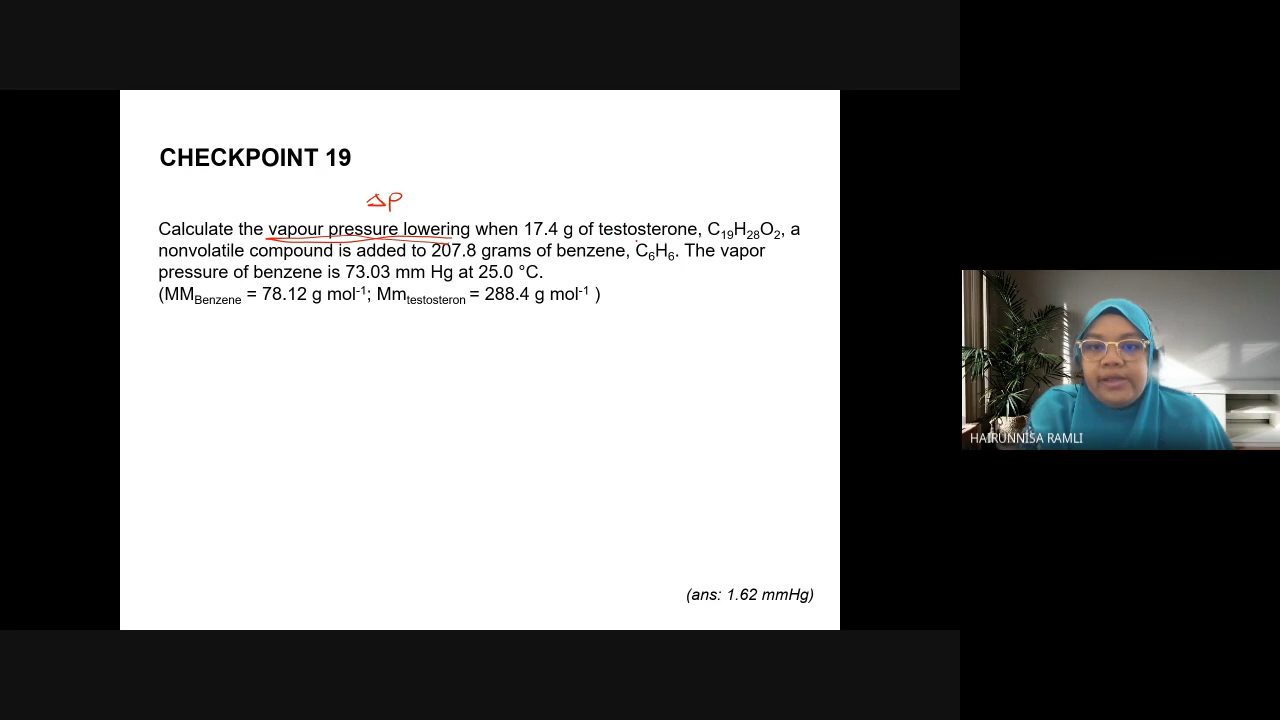 CHECKPOINT 19
ΔP
Calculate the vapour pressure lowering when 17.4 g of testosterone, C₁₉H₂₈O₂, a
nonvolatile compound is added to 207.8 grams of benzene, C₆H₆. The vapor
pressure of benzene is 73.03 mm Hg at 25.0 °C.
(MM_Benzene = 78.12 g mol⁻¹; Mm_testosteron = 288.4 g mol⁻¹ )
HAIRUNNISA RAMLI
(ans: 1.62 mmHg)